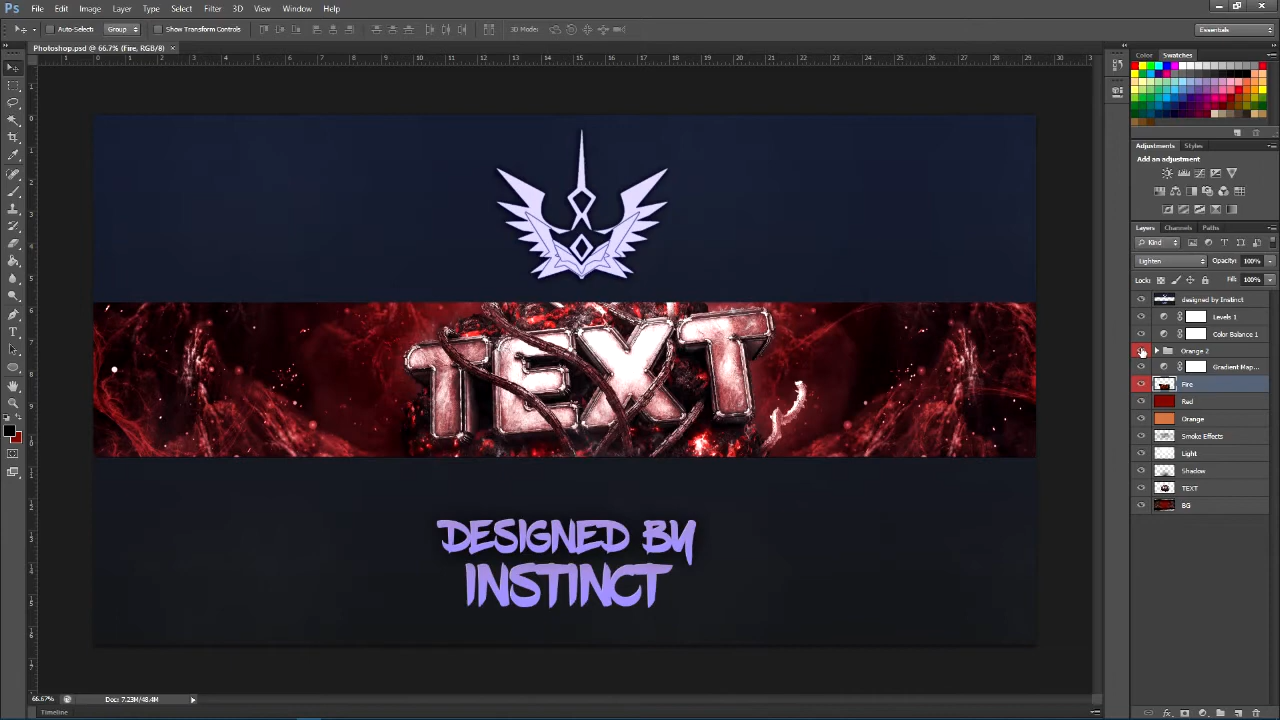 Ps File Edit Image Layer Type Select Filter 3D View Window Help
Auto-Select: Group Show Transform Controls 3D Mode: Essentials
Photoshop.psd @ 66.7% (Fire, RGB/8) ×
Color Swatches
Adjustments Styles
Add an adjustment
Layers Channels Paths
Kind
Lighten Opacity: 100%
Lock: Fill: 100%
designed by Instinct
Levels 1
Color Balance 1
Orange 2
Gradient Map...
Fire
Red
Orange
Smoke Effects
Light
Shadow
TEXT
BG
TEXT
DESIGNED BY
INSTINCT
66.67% Doc: 7.23M/48.4M
Timeline